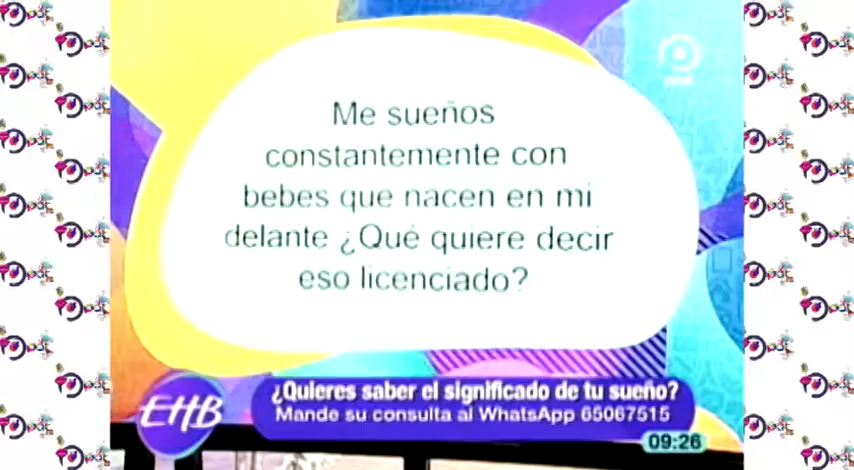 Me sueños
constantemente con
bebes que nacen en mi
delante ¿Qué quiere decir
eso licenciado?
EHB
¿Quieres saber el significado de tu sueño?
Mande su consulta al WhatsApp 65067515
09:26